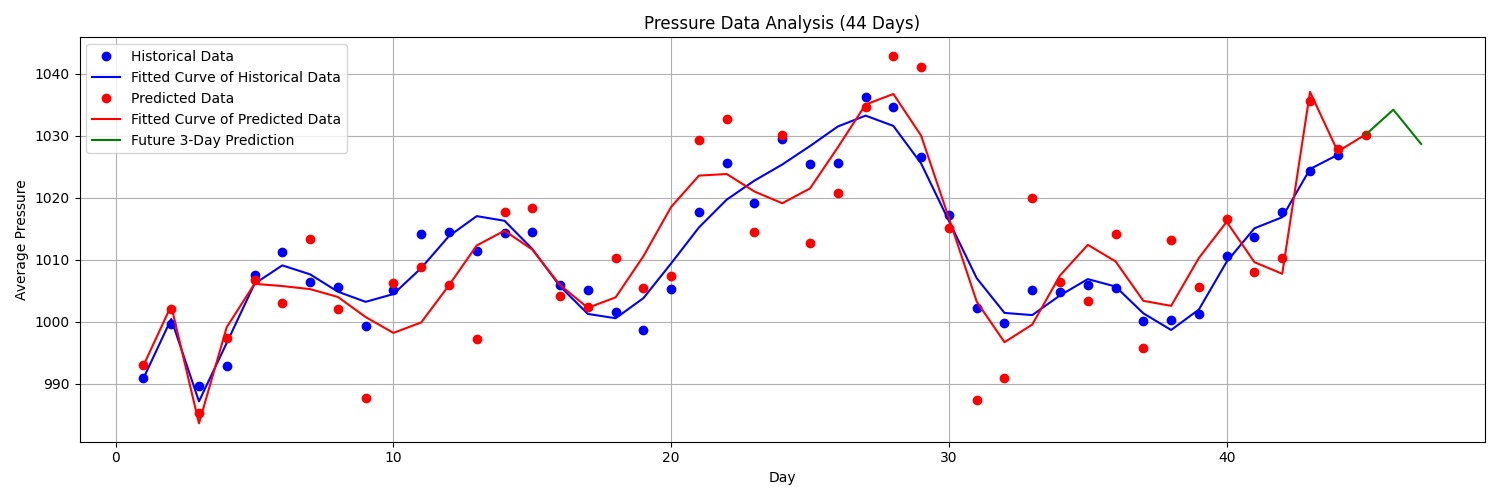 Pressure Data Analysis (44 Days)
Historical Data
Fitted Curve of Historical Data
Predicted Data
Fitted Curve of Predicted Data
Future 3-Day Prediction
Average Pressure
1040
1030
1020
1010
1000
990
0 10 20 30 40
Day